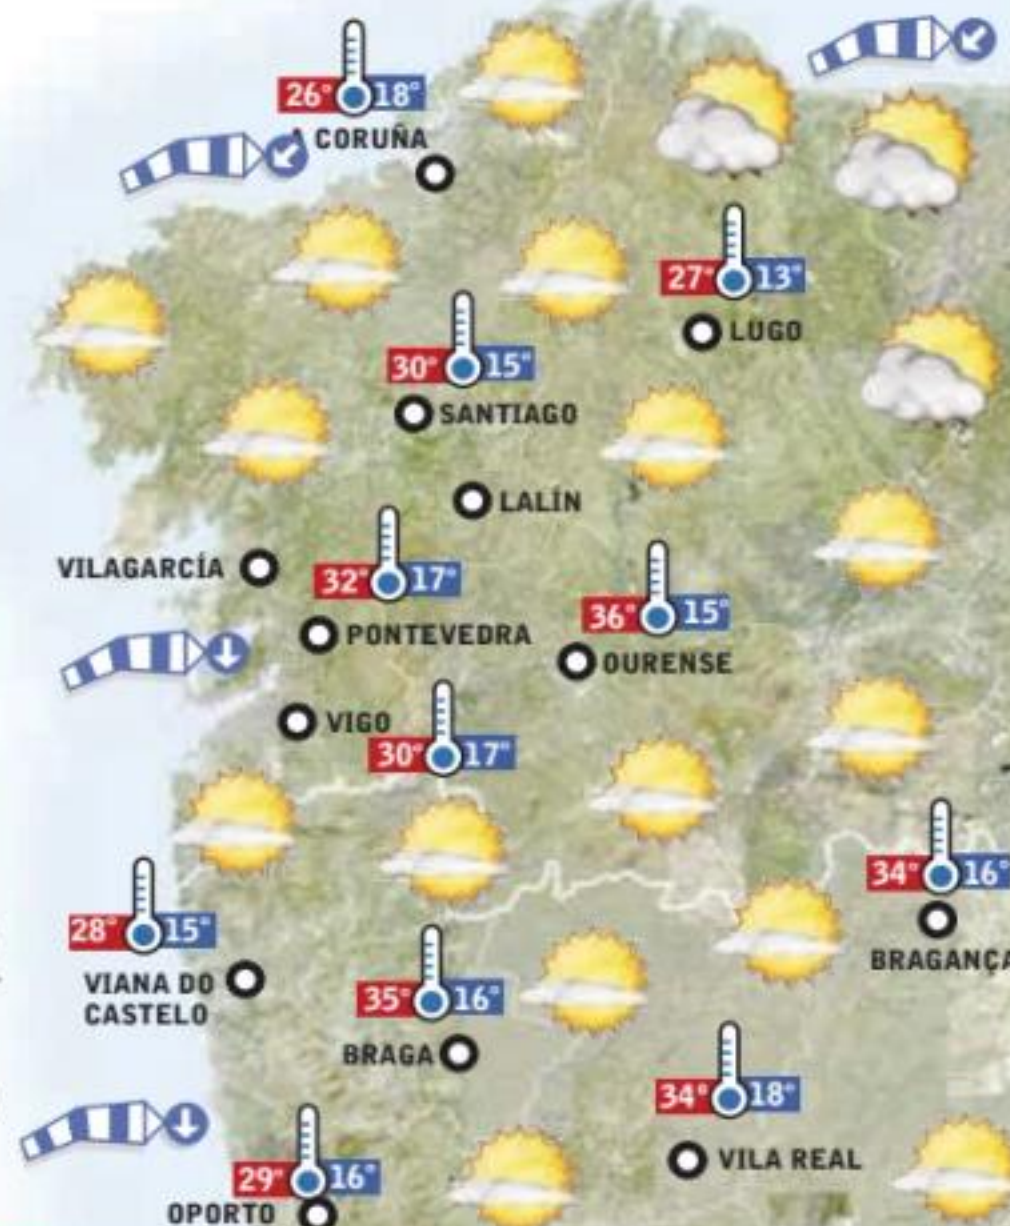 26° 18°
A CORUÑA
27° 13°
LUGO
30° 15°
SANTIAGO
LALÍN
VILAGARCÍA
32° 17°
PONTEVEDRA
36° 15°
OURENSE
VIGO
30° 17°
34° 16°
BRAGANÇA
28° 15°
VIANA DO
CASTELO
35° 16°
BRAGA
34° 18°
VILA REAL
29° 16°
OPORTO